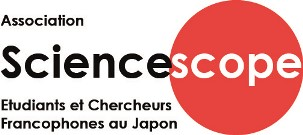 Association
Sciencescope
Etudiants et Chercheurs
Francophones au Japon